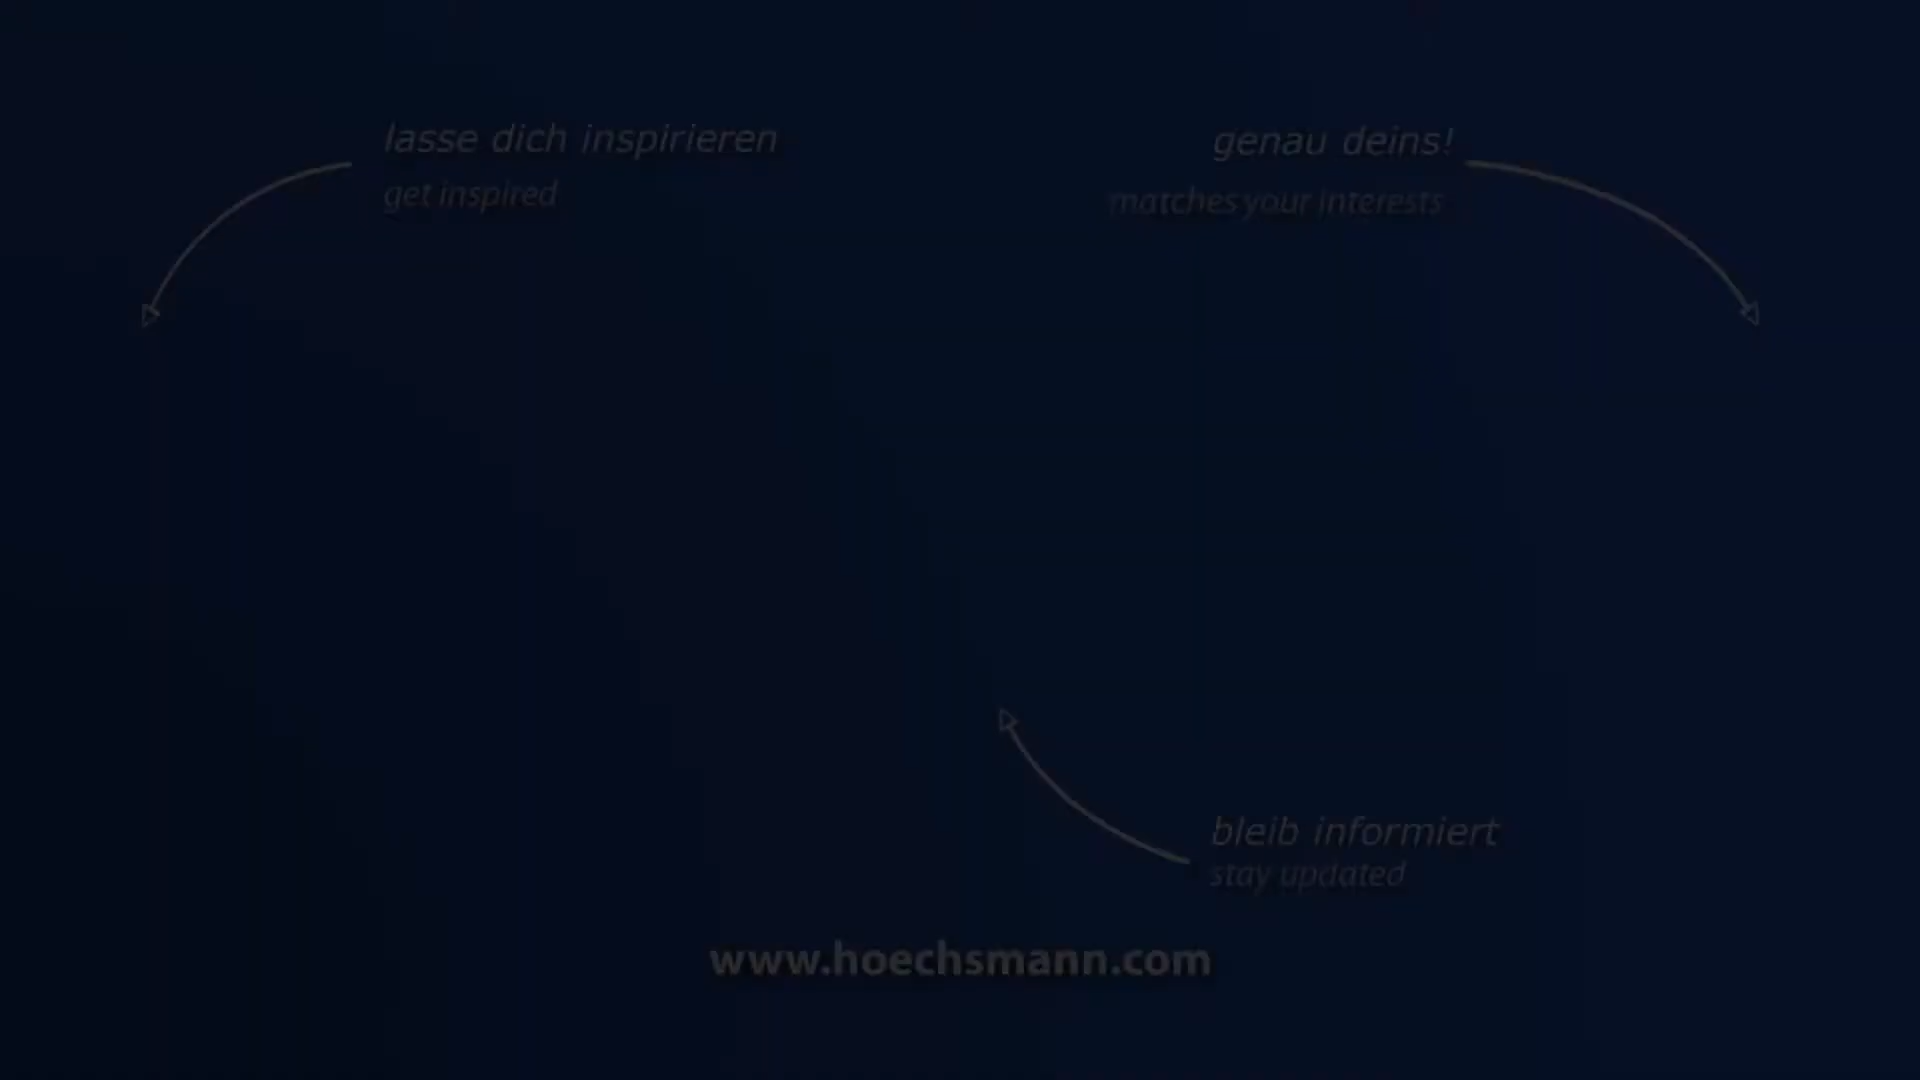 lasse dich inspirieren
get inspired
genau deins!
matches your interests
bleib informiert
stay updated
www.hoechsmann.com